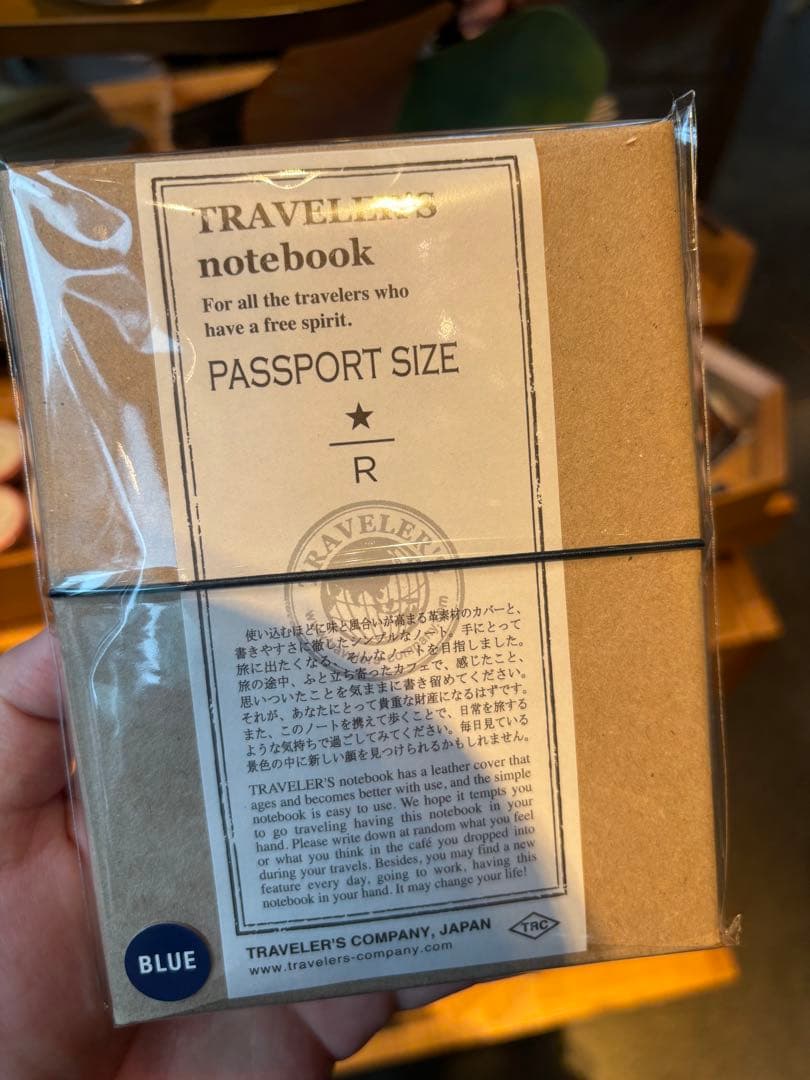 TRAVELER'S
notebook
For all the travelers who
have a free spirit.
PASSPORT SIZE
★
R
TRAVELER'S
使い込むほどに味と風合いが高まる革素材のカバーと、
書きやすさに徹したシンプルなノート。手にとって
旅に出たくなる、そんなノートを目指しました。
旅の途中、ふと立ち寄ったカフェで、感じたこと、
思いついたことを気ままに書き留めてください。
それが、あなたにとって貴重な財産になるはずです。
また、このノートを携えて歩くことで、日常を旅する
ような気持ちで過ごしてみてください。毎日見ている
景色の中に新しい顔を見つけられるかもしれません。
TRAVELER'S notebook has a leather cover that
ages and becomes better with use, and the simple
notebook is easy to use. We hope it tempts you
to go traveling having this notebook in your
hand. Please write down at random what you feel
or what you think in the café you dropped into
during your travels. Besides, you may find a new
feature every day, going to work, having this
notebook in your hand. It may change your life!
TRAVELER'S COMPANY, JAPAN
TRC
www.travelers-company.com
BLUE